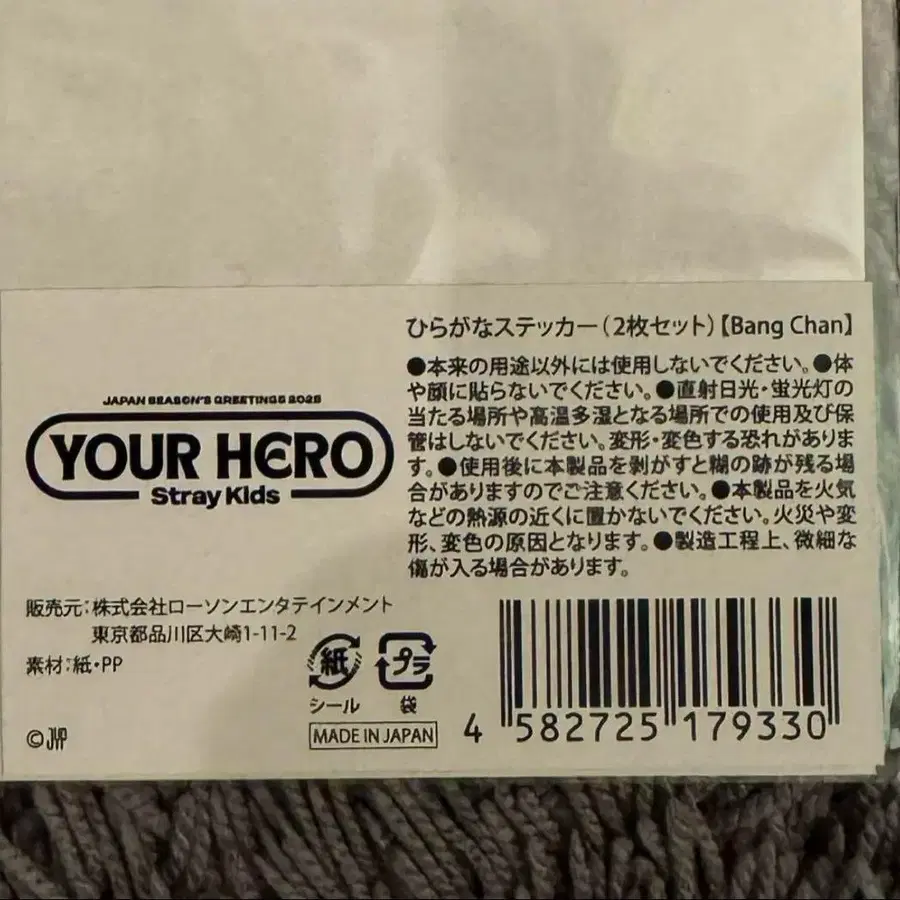 ひらがなステッカー(2枚セット)【Bang Chan】
●本来の用途以外には使用しないでください。●体
や顔に貼らないでください。●直射日光・蛍光灯の
当たる場所や高温多湿となる場所での使用及び保
管はしないでください。変形・変色する恐れがありま
す。●使用後に本製品を剥がすと糊の跡が残る場
合がありますのでご注意ください。●本製品を火気
などの熱源の近くに置かないでください。火災や変
形、変色の原因となります。●製造工程上、微細な
傷が入る場合があります。
JAPAN SEASON'S GREETINGS 2025
YOUR HERO
Stray Kids
販売元:株式会社ローソンエンタテインメント
東京都品川区大崎1-11-2
素材:紙・PP
紙
シール
プラ
袋
MADE IN JAPAN
©JYP
4 582725 179330